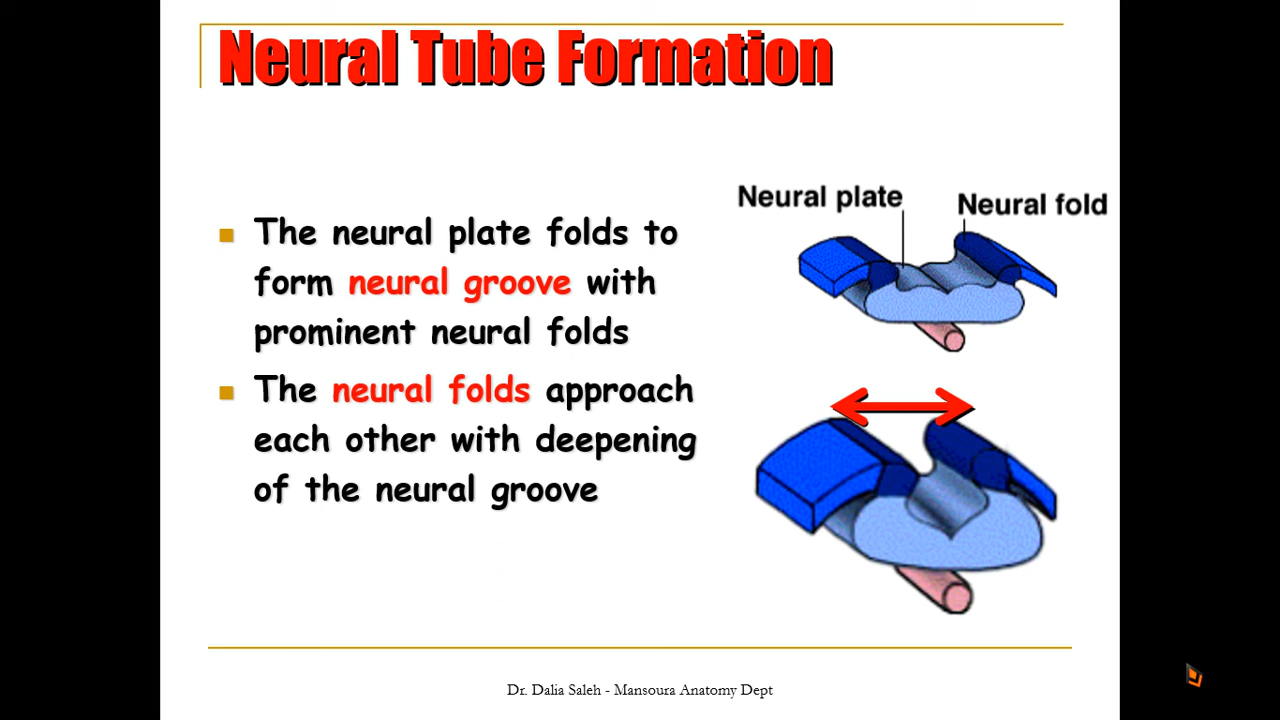 Neural Tube Formation
The neural plate folds to
form neural groove with
prominent neural folds
The neural folds approach
each other with deepening
of the neural groove
Neural plate
Neural fold
Dr. Dalia Saleh - Mansoura Anatomy Dept